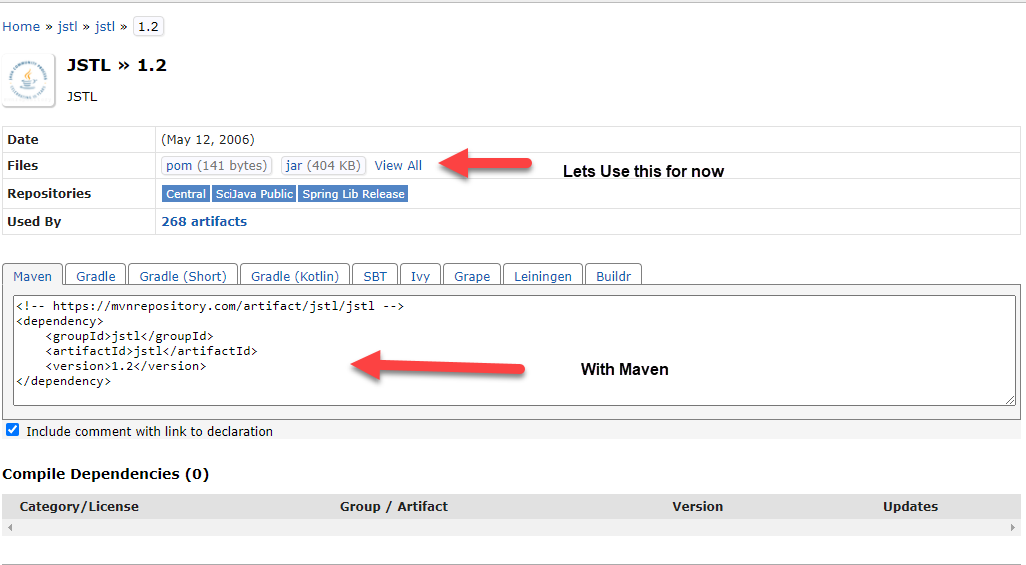 Home » jstl » jstl » 1.2
JSTL » 1.2
JSTL
Date (May 12, 2006)
Files pom (141 bytes) jar (404 KB) View All
Lets Use this for now
Repositories Central SciJava Public Spring Lib Release
Used By 268 artifacts
Maven Gradle Gradle (Short) Gradle (Kotlin) SBT Ivy Grape Leiningen Buildr
<!-- https://mvnrepository.com/artifact/jstl/jstl -->
<dependency>
    <groupId>jstl</groupId>
    <artifactId>jstl</artifactId>
    <version>1.2</version>
</dependency>
With Maven
Include comment with link to declaration
Compile Dependencies (0)
Category/License Group / Artifact Version Updates